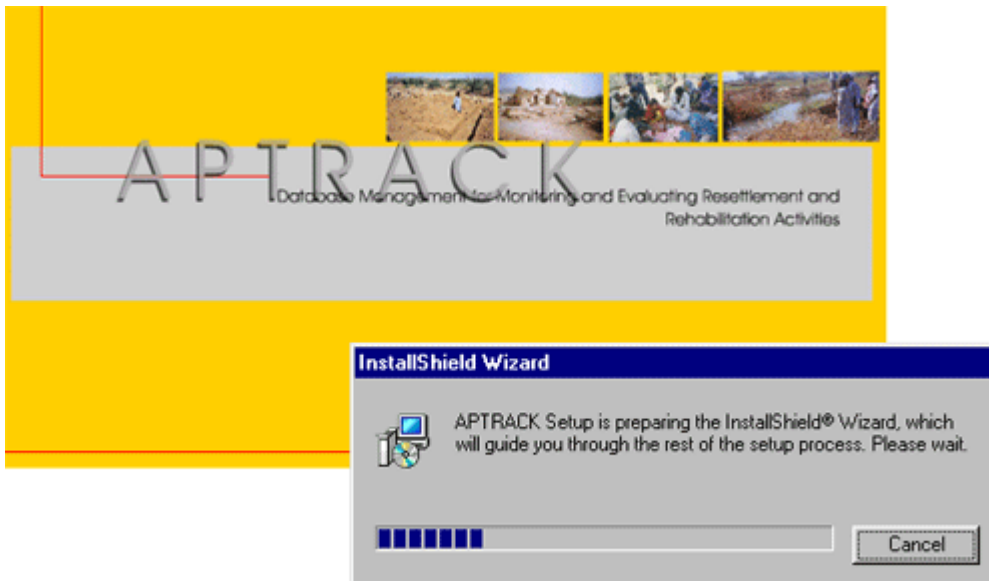 APTRACK
Database Management for Monitoring and Evaluating Resettlement and
Rehabilitation Activities
InstallShield Wizard
APTRACK Setup is preparing the InstallShield® Wizard, which
will guide you through the rest of the setup process. Please wait.
Cancel